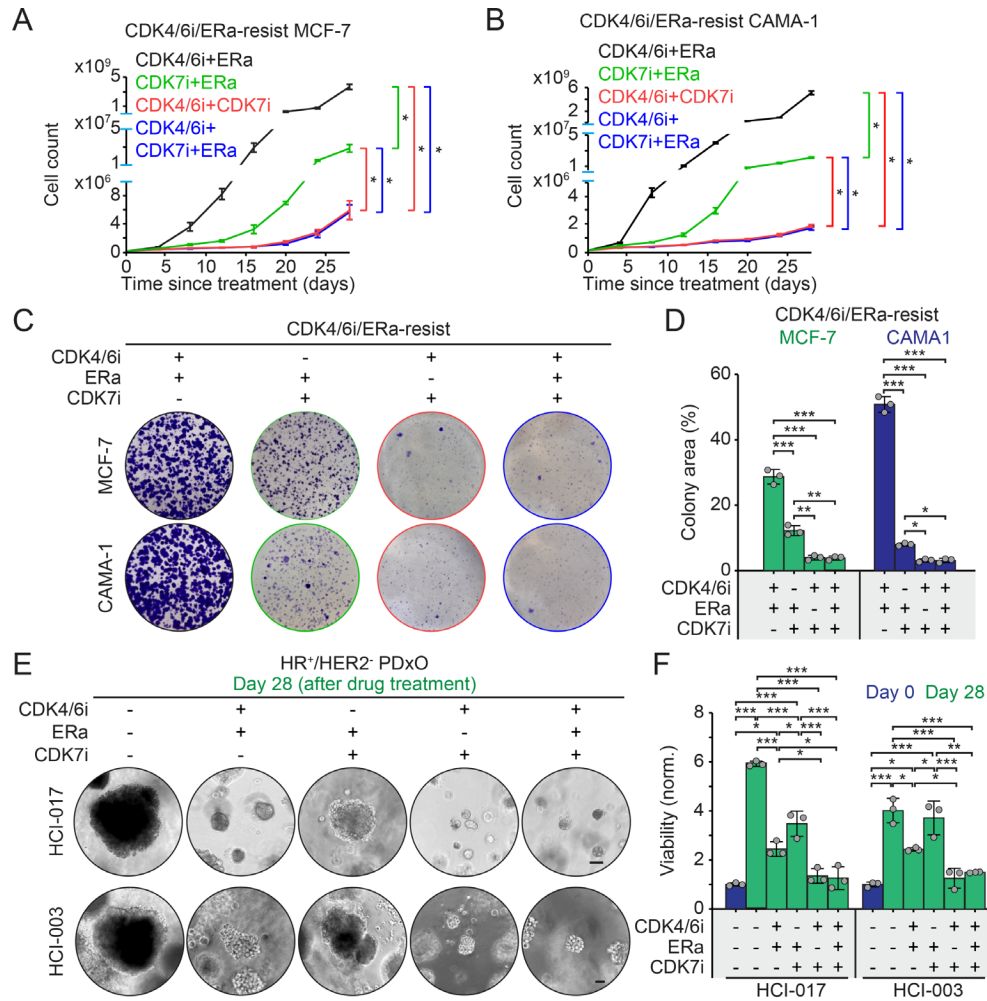 A
CDK4/6i/ERa-resist MCF-7
CDK4/6i+ERa
CDK7i+ERa
CDK4/6i+CDK7i
CDK4/6i+
CDK7i+ERa
x10⁹
5
1
x10⁷
5
1
x10⁶
8
4
0
Cell count
* * * * *
0 5 10 15 20 25
Time since treatment (days)
B
CDK4/6i/ERa-resist CAMA-1
CDK4/6i+ERa
CDK7i+ERa
CDK4/6i+CDK7i
CDK4/6i+
CDK7i+ERa
x10⁹
6
2
x10⁷
5
1
x10⁶
6
4
2
0
Cell count
* * * * *
0 5 10 15 20 25
Time since treatment (days)
C
CDK4/6i/ERa-resist
CDK4/6i + - + +
ERa + + - +
CDK7i - + + +
MCF-7
CAMA-1
D
CDK4/6i/ERa-resist
MCF-7 CAMA1
60
40
20
0
Colony area (%)
***
***
***
**
**
***
***
***
*
*
CDK4/6i + - + + + - + +
ERa + + - + + + - +
CDK7i - + + + - + + +
E
HR⁺/HER2⁻ PDxO
Day 28 (after drug treatment)
CDK4/6i - + - + +
ERa - + + - +
CDK7i - - + + +
HCI-017
HCI-003
F
Day 0 Day 28
8
6
4
2
0
Viability (norm.)
***
***
***
*** *** ***
* * ***
*** *
*
***
***
*** **
* * ***
*** * *
CDK4/6i - - + - + + - - + - + +
ERa - - + + - + - - + + - +
CDK7i - - - + + + - - - + + +
HCI-017 HCI-003